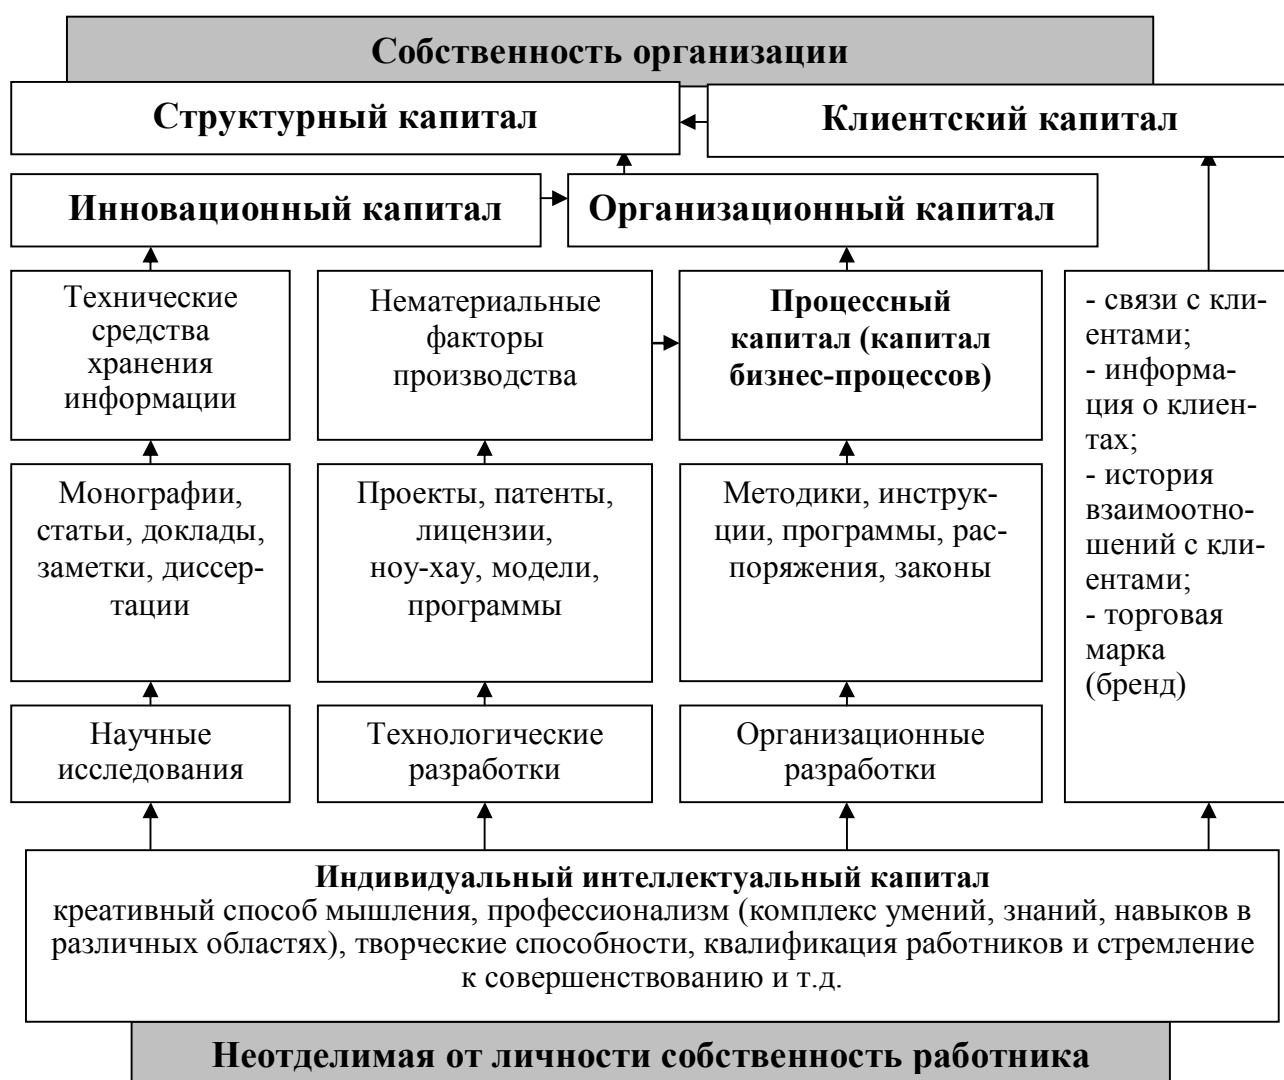 Собственность организации
Структурный капитал
Клиентский капитал
Инновационный капитал
Организационный капитал
Технические
средства
хранения
информации
Нематериальные
факторы
производства
Процессный
капитал (капитал
бизнес-процессов)
- связи с кли-
ентами;
- информа-
ция о клиен-
тах;
- история
взаимоотно-
шений с кли-
ентами;
- торговая
марка
(бренд)
Монографии,
статьи, доклады,
заметки, диссер-
тации
Проекты, патенты,
лицензии,
ноу-хау, модели,
программы
Методики, инструк-
ции, программы, рас-
поряжения, законы
Научные
исследования
Технологические
разработки
Организационные
разработки
Индивидуальный интеллектуальный капитал
креативный способ мышления, профессионализм (комплекс умений, знаний, навыков в
различных областях), творческие способности, квалификация работников и стремление
к совершенствованию и т.д.
Неотделимая от личности собственность работника